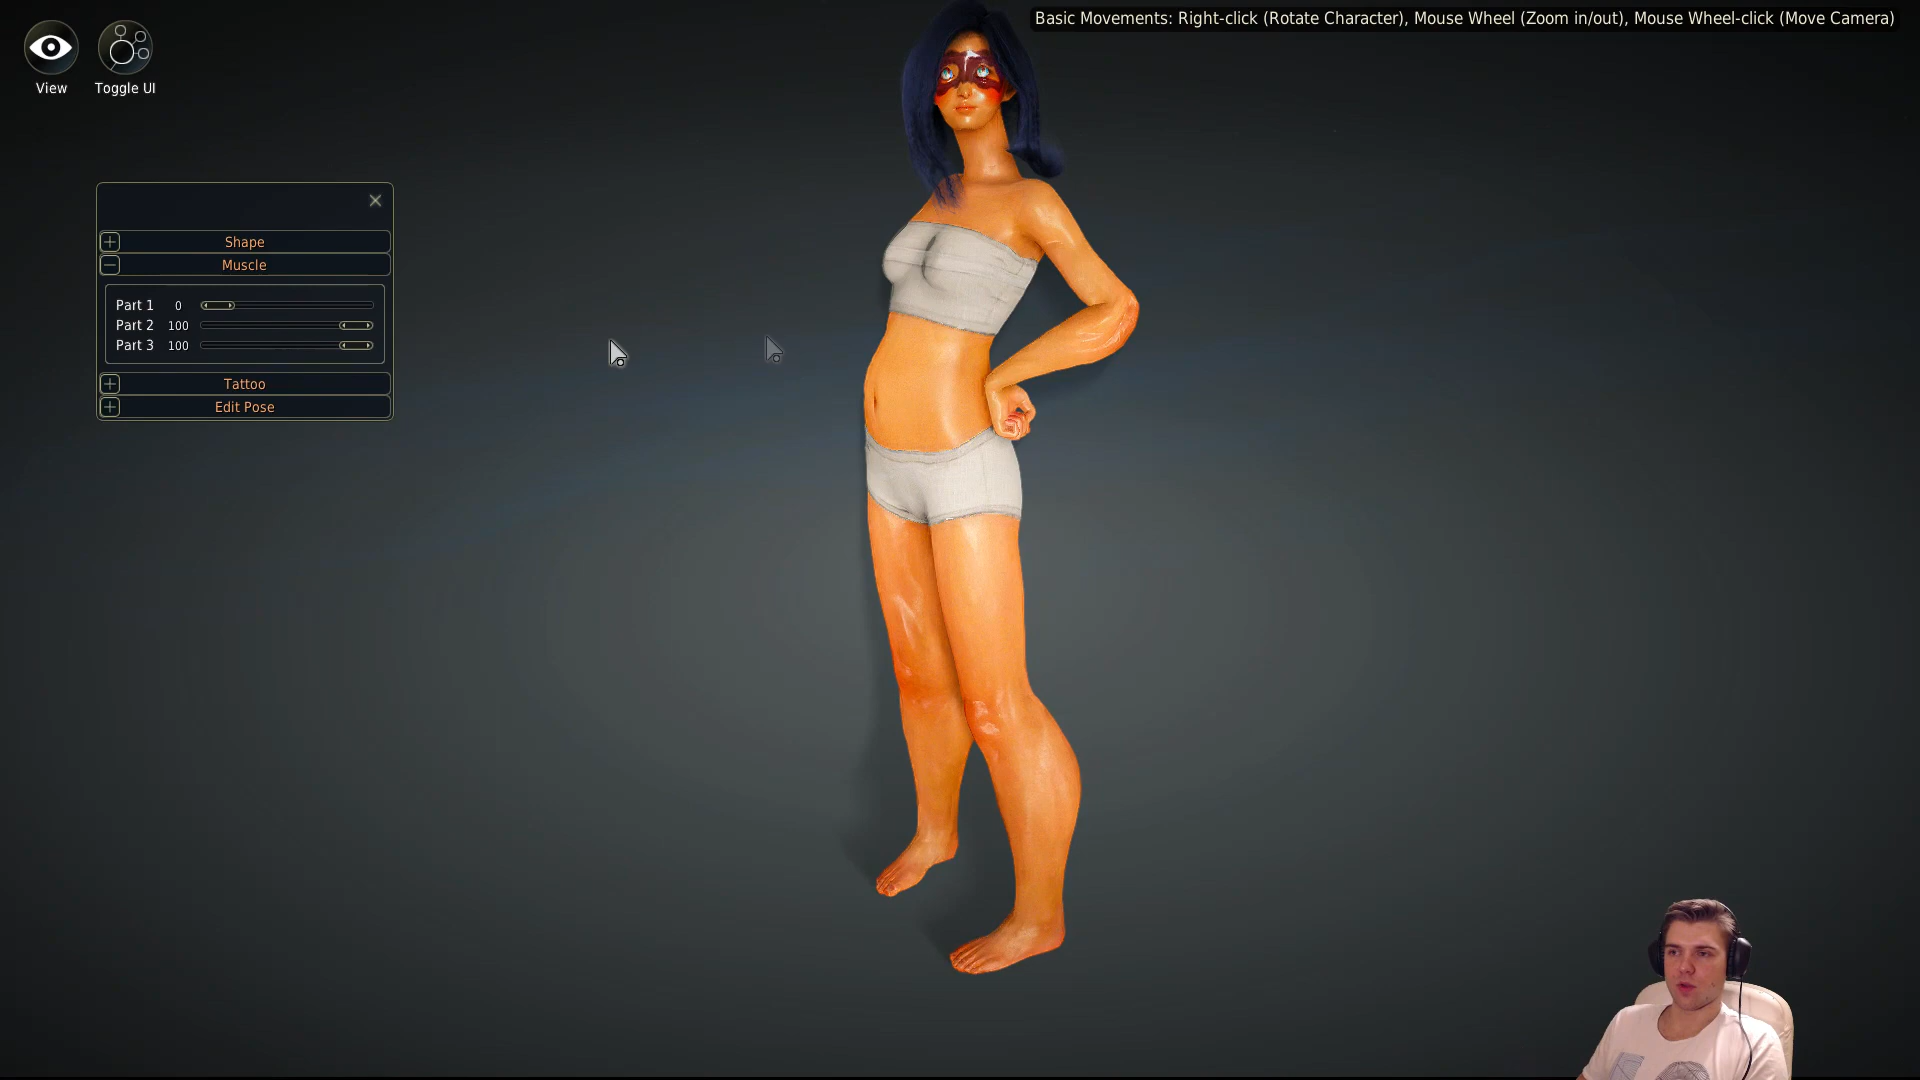 Basic Movements: Right-click (Rotate Character), Mouse Wheel (Zoom in/out), Mouse Wheel-click (Move Camera)
View
Toggle UI
Shape
Muscle
Part 1 0
Part 2 100
Part 3 100
Tattoo
Edit Pose